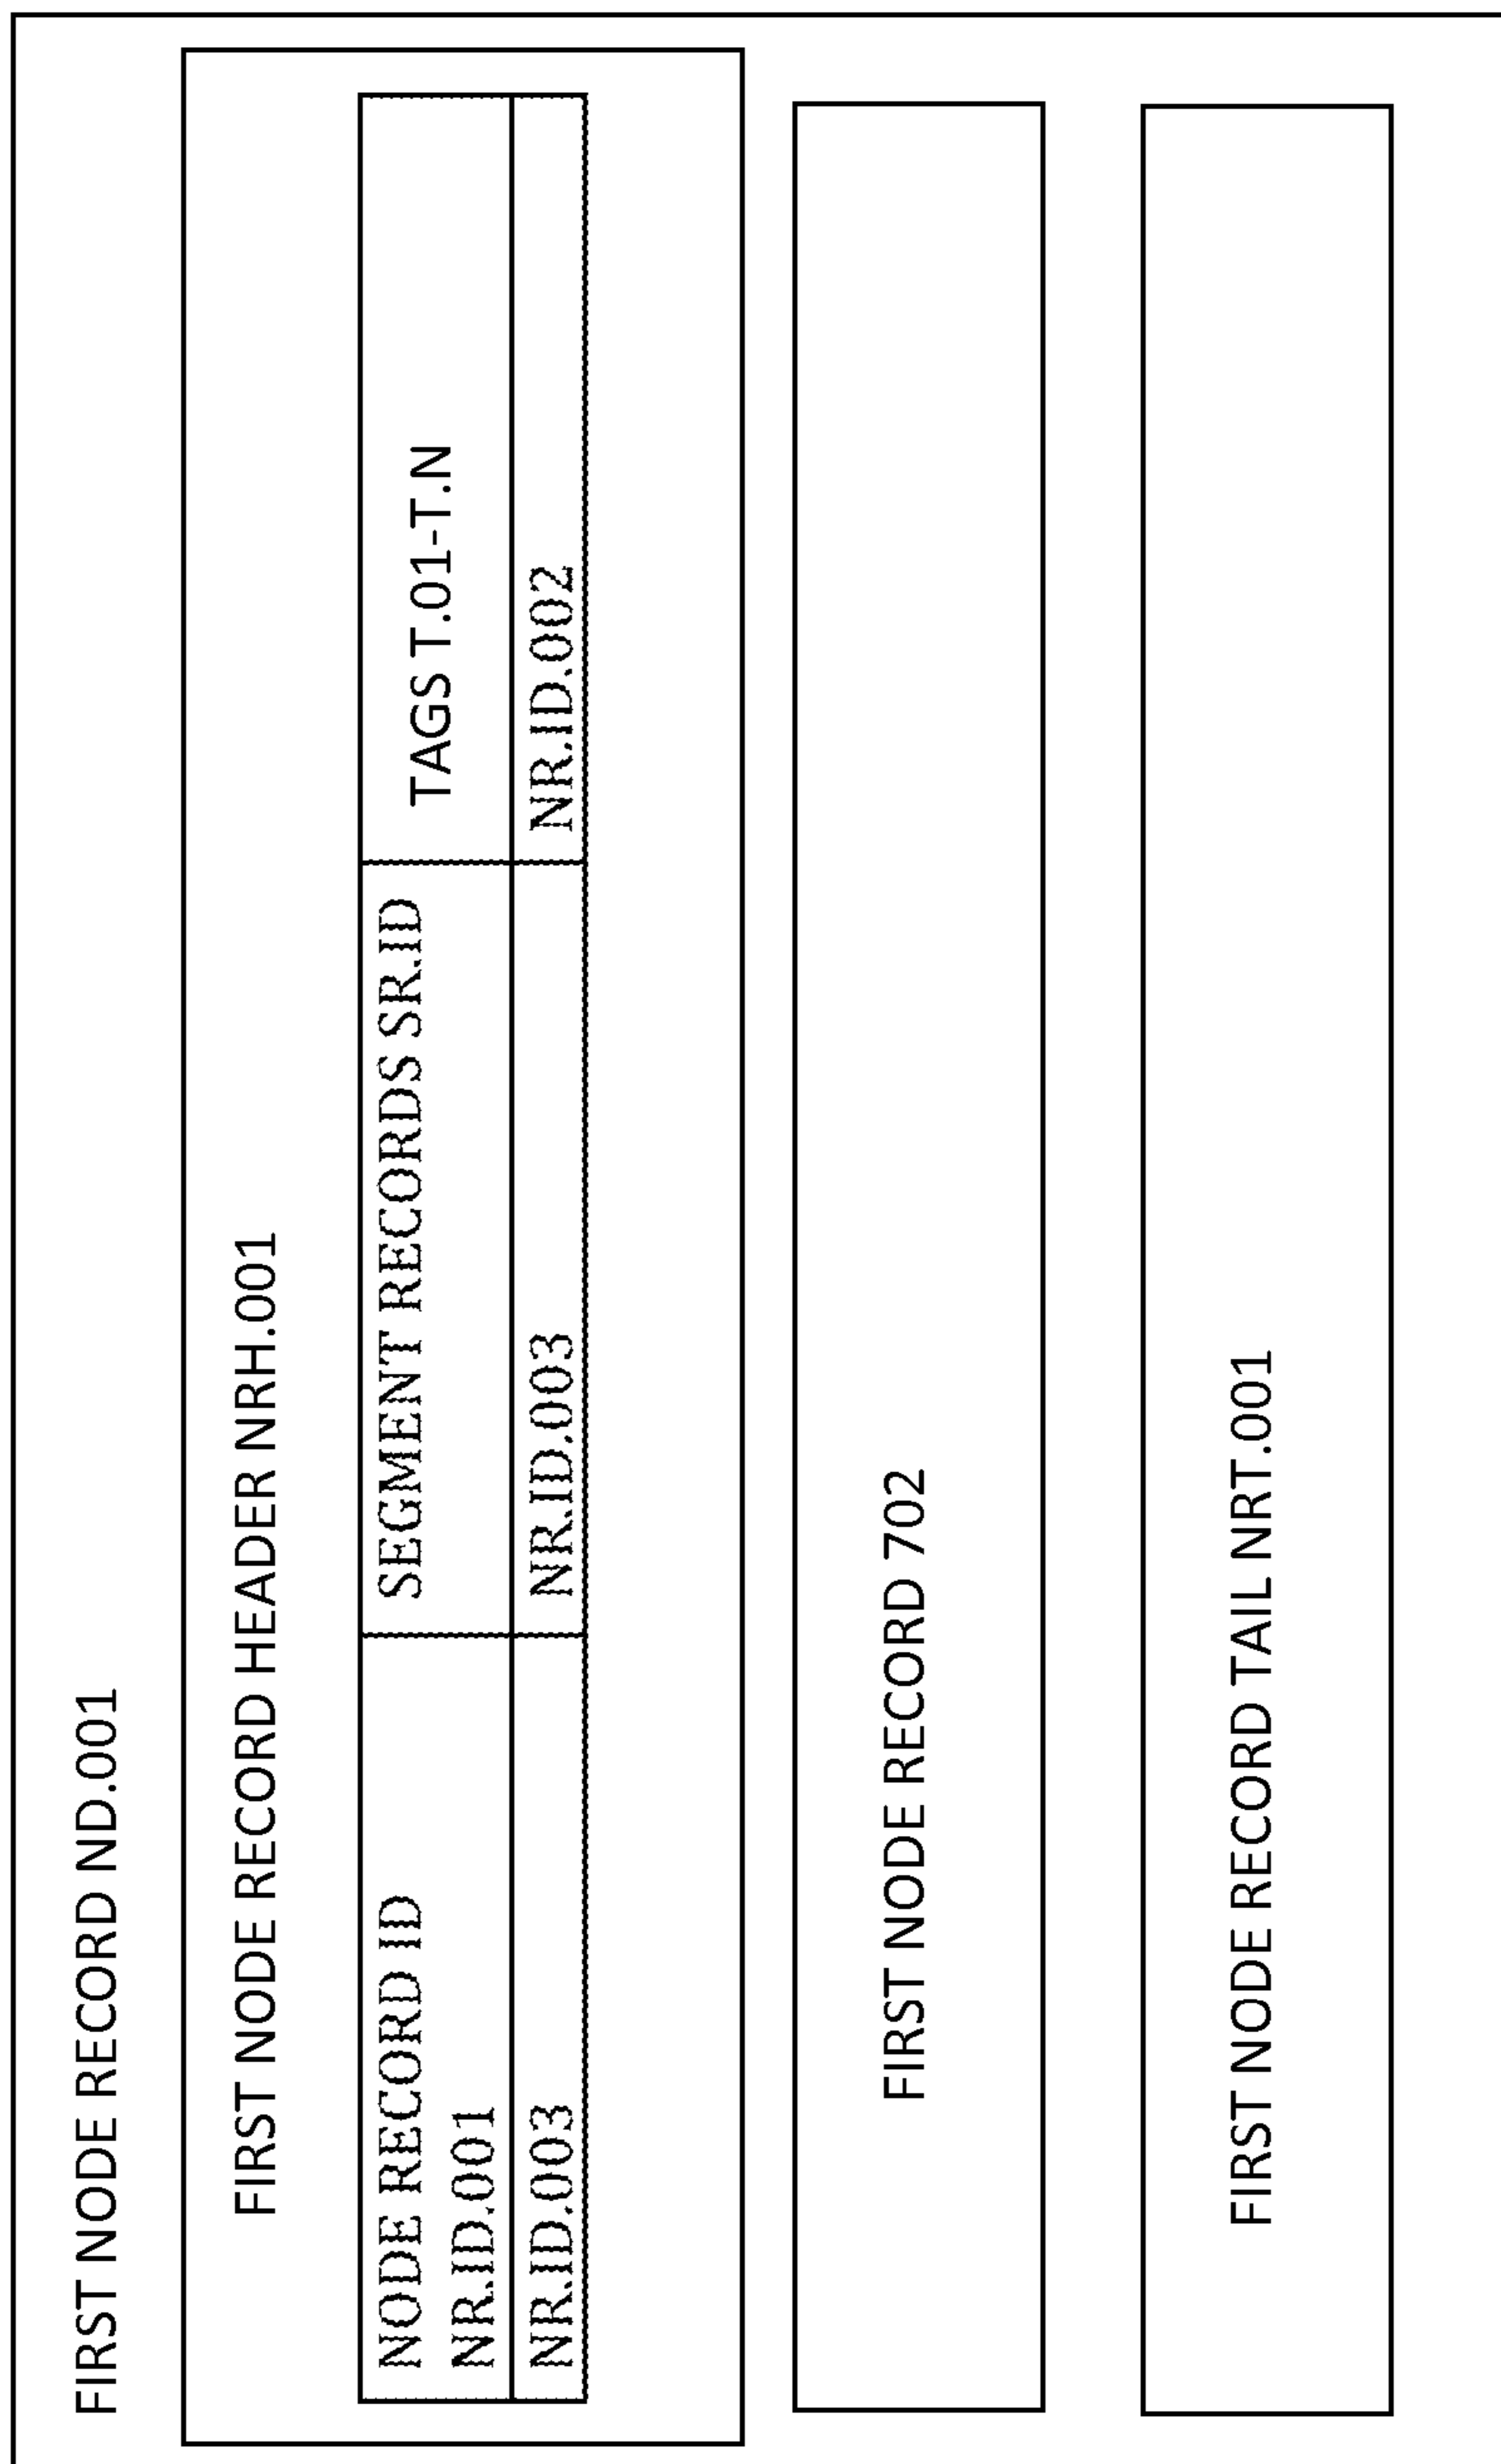 FIRST NODE RECORD ND.001
FIRST NODE RECORD HEADER NRH.001
NODE RECORD ID
NR.ID.001
SEGMENT RECORDS SR.ID
TAGS T.01-T.N
NR.ID.003
NR.ID.003
NR.ID.002
FIRST NODE RECORD 702
FIRST NODE RECORD TAIL NRT.001